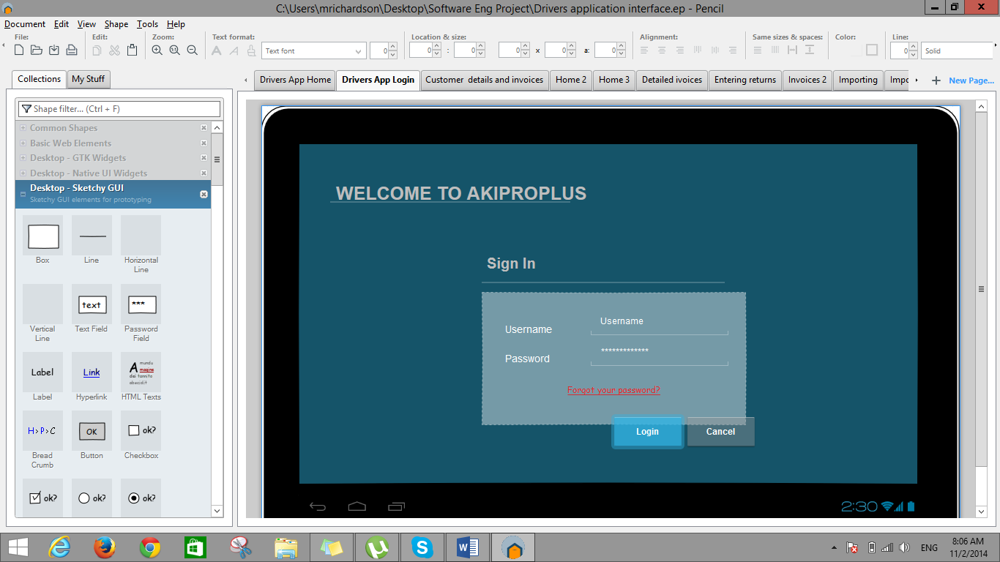 C:\Users\mrichardson\Desktop\Software Eng Project\Drivers application interface.ep - Pencil
Document Edit View Shape Tools Help
File: Edit: Zoom: Text format: Location & size: Alignment: Same sizes & spaces: Color: Line:
1:1 A A Text font 0 0 : 0 0 x 0 a: 0 0 Solid
Collections My Stuff
Drivers App Home Drivers App Login Customer details and invoices Home 2 Home 3 Detailed ivoices Entering returns Invoices 2 Importing Impo New Page...
Shape filter... (Ctrl + F)
Common Shapes
Basic Web Elements
Desktop - GTK Widgets
Desktop - Native UI Widgets
Desktop - Sketchy GUI
Sketchy GUI elements for prototyping
Box Line Horizontal
Line
text ***
Vertical
Line Text Field Password
Field
Label Link A mundu
magine
dei tannito
abucidit
Label Hyperlink HTML Texts
H>P>C OK ok?
Bread
Crumb Button Checkbox
ok? ok? ok?
WELCOME TO AKIPROPLUS
Sign In
Username Username
Password *************
Forgot your password?
Login Cancel
2:30
ENG 8:06 AM
11/2/2014